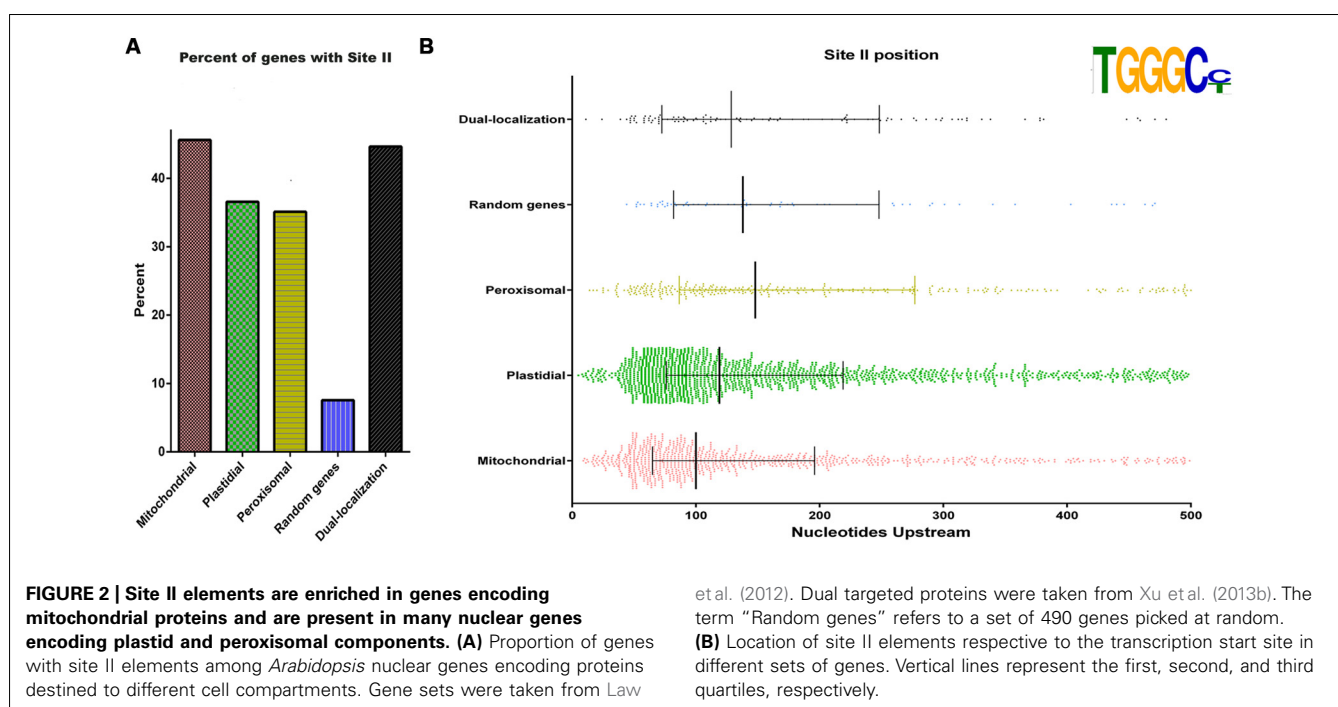 A
Percent of genes with Site II
Percent
40
30
20
10
0
Mitochondrial
Plastidial
Peroxisomal
Random genes
Dual-localization
B
Site II position
TGGGCC
T
Dual-localization
Random genes
Peroxisomal
Plastidial
Mitochondrial
0
100
200
300
400
500
Nucleotides Upstream
FIGURE 2 | Site II elements are enriched in genes encoding
mitochondrial proteins and are present in many nuclear genes
encoding plastid and peroxisomal components. (A) Proportion of genes
with site II elements among Arabidopsis nuclear genes encoding proteins
destined to different cell compartments. Gene sets were taken from Law
et al. (2012). Dual targeted proteins were taken from Xu et al. (2013b). The
term “Random genes” refers to a set of 490 genes picked at random.
(B) Location of site II elements respective to the transcription start site in
different sets of genes. Vertical lines represent the first, second, and third
quartiles, respectively.